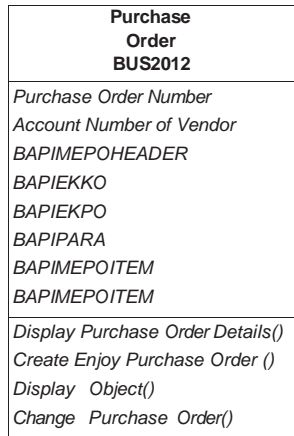 Purchase
Order
BUS2012
Purchase Order Number
Account Number of Vendor
BAPIMEPOHEADER
BAPIEKKO
BAPIEKPO
BAPIPARA
BAPIMEPOITEM
BAPIMEPOITEM
Display Purchase Order Details()
Create Enjoy Purchase Order ()
Display Object()
Change Purchase Order()